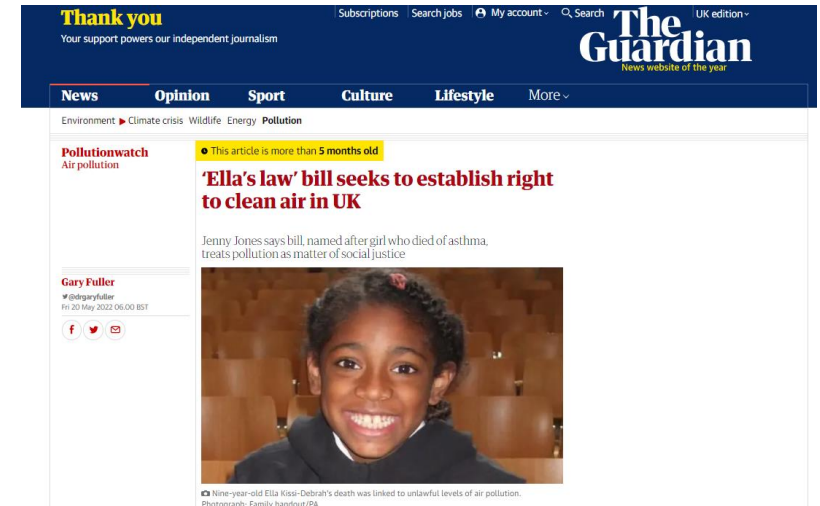 Thank you
Your support powers our independent journalism
Subscriptions Search jobs My account Search UK edition
The
Guardian
News website of the year
News Opinion Sport Culture Lifestyle More
Environment Climate crisis Wildlife Energy Pollution
Pollutionwatch
Air pollution
This article is more than 5 months old
‘Ella’s law’ bill seeks to establish right
to clean air in UK
Jenny Jones says bill, named after girl who died of asthma,
treats pollution as matter of social justice
Gary Fuller
@drgaryfuller
Fri 20 May 2022 06.00 BST
Nine-year-old Ella Kissi-Debrah’s death was linked to unlawful levels of air pollution.
Photograph: Family handout/PA